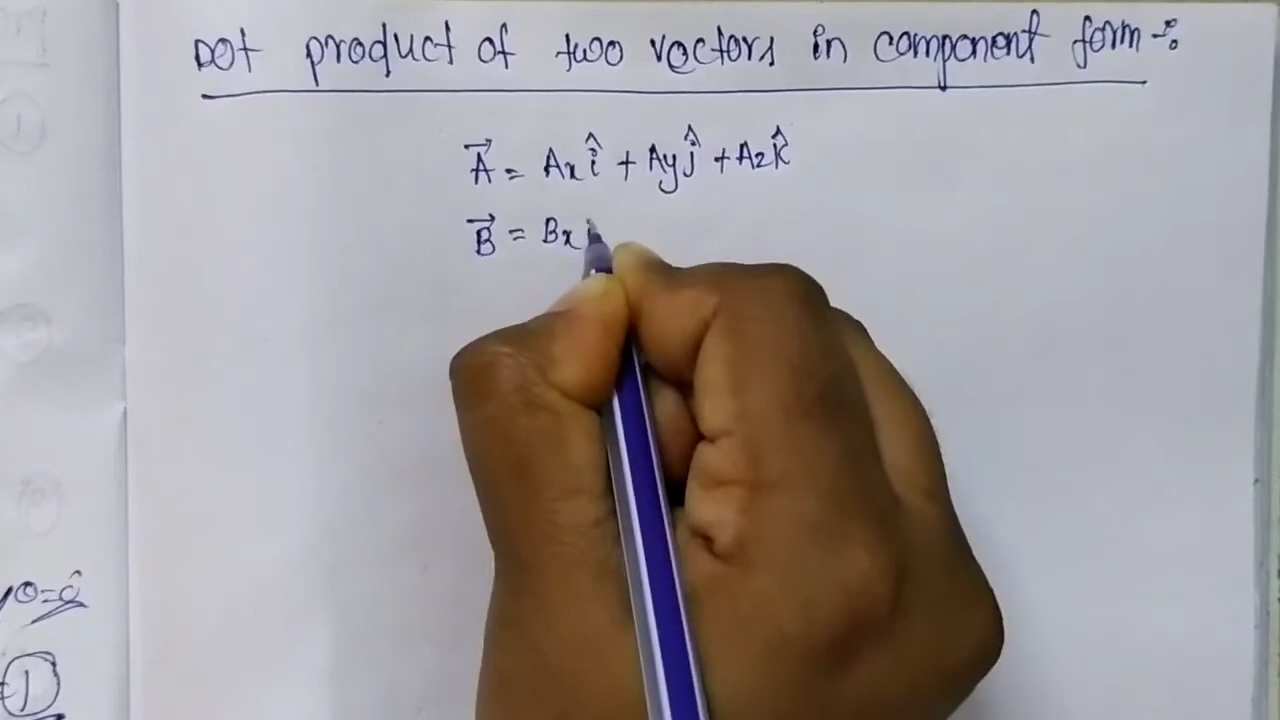 Dot product of two vectors in component form :-
A⃗ = Ax î + Ay ĵ + Az k̂
B⃗ = Bx i